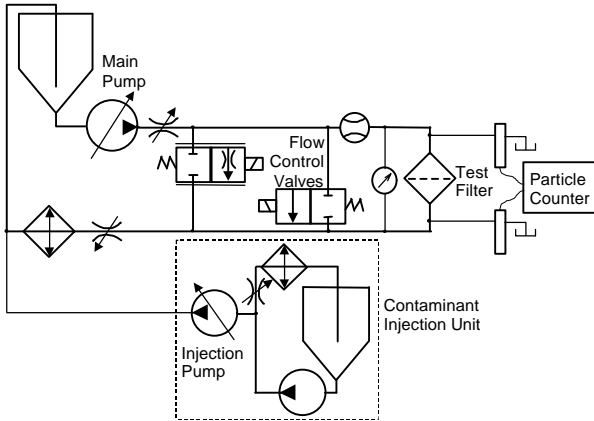 Main
Pump
Flow
Control
Valves
Test
Filter
Particle
Counter
Contaminant
Injection Unit
Injection
Pump